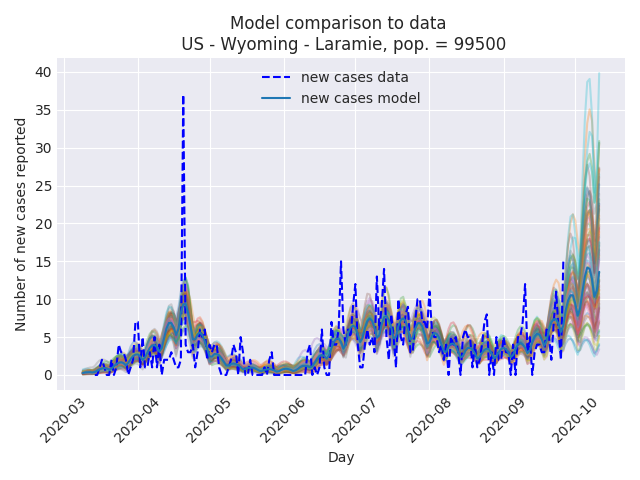 Model comparison to data
US - Wyoming - Laramie, pop. = 99500
new cases data
new cases model
Number of new cases reported
40
35
30
25
20
15
10
5
0
2020-03
2020-04
2020-05
2020-06
2020-07
2020-08
2020-09
2020-10
Day